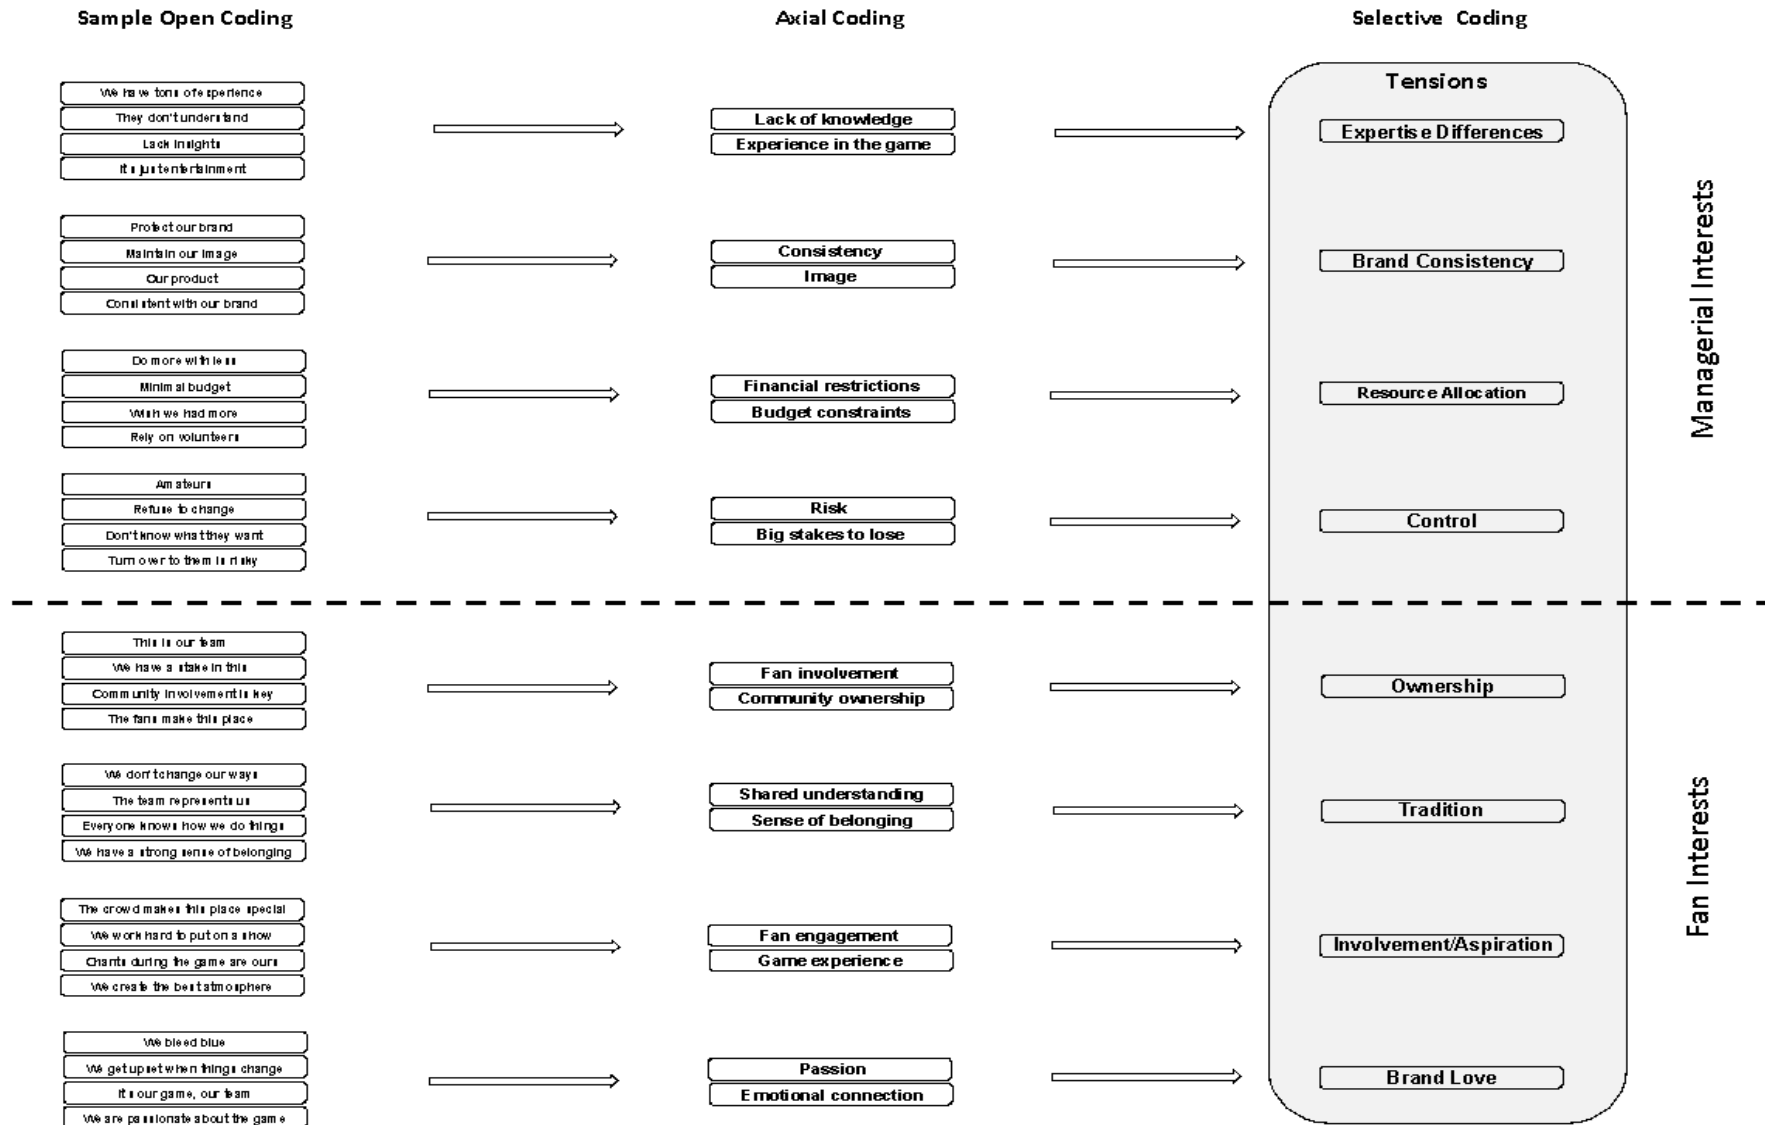 Sample Open Coding
Axial Coding
Selective Coding
Tensions
We have tons of experience
They don't understand
Lack insights
It's just entertainment
Lack of knowledge
Experience in the game
Expertise Differences
Protect our brand
Maintain our image
Our product
Consistent with our brand
Consistency
Image
Brand Consistency
Do more with less
Minimal budget
Wish we had more
Rely on volunteers
Financial restrictions
Budget constraints
Resource Allocation
Amateurs
Refuse to change
Don't know what they want
Turn over to them is risky
Risk
Big stakes to lose
Control
Managerial Interests
This is our team
We have a stake in this
Community involvement is key
The fans make this place
Fan involvement
Community ownership
Ownership
We don't change our ways
The team represents us
Everyone knows how we do things
We have a strong sense of belonging
Shared understanding
Sense of belonging
Tradition
The crowd makes this place special
We work hard to put on a show
Chants during the game are ours
We create the best atmosphere
Fan engagement
Game experience
Involvement/Aspiration
We bleed blue
We get upset when things change
It's our game, our team
We are passionate about the game
Passion
Emotional connection
Brand Love
Fan Interests